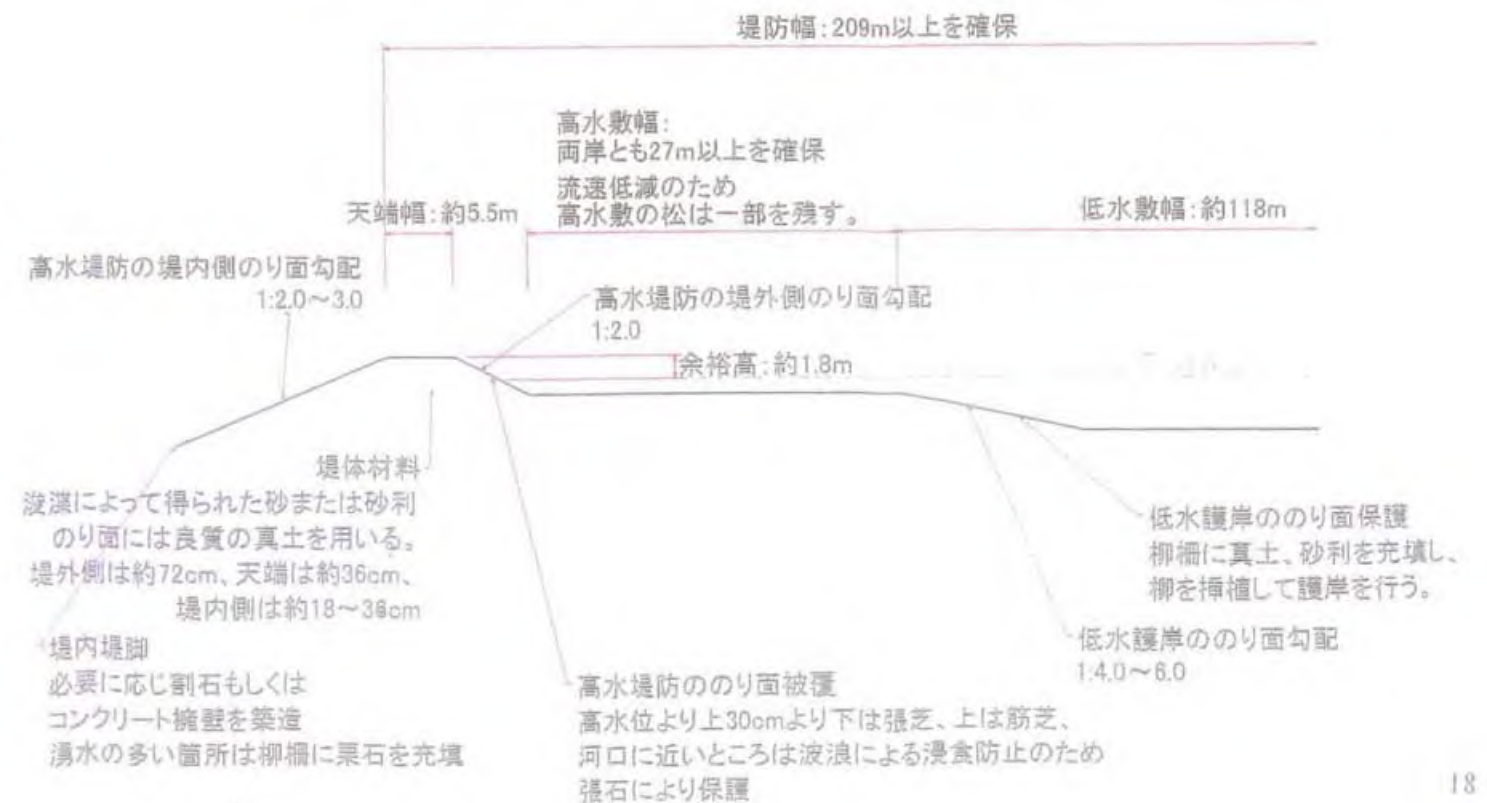 堤防幅:209m以上を確保
高水敷幅:
両岸とも27m以上を確保
流速低減のため
高水敷の松は一部を残す。
天端幅:約5.5m
低水敷幅:約118m
高水堤防の堤内側のり面勾配
1:2.0～3.0
高水堤防の堤外側のり面勾配
1:2.0
余裕高:約1.8m
堤体材料
浚渫によって得られた砂または砂利
のり面には良質の真土を用いる。
堤外側は約72cm、天端は約36cm、
堤内側は約18～36cm
堤内堤脚
必要に応じ割石もしくは
コンクリート擁壁を築造
湧水の多い箇所は柳柵に栗石を充填
高水堤防ののり面被覆
高水位より上30cmより下は張芝、上は筋芝、
河口に近いところは波浪による浸食防止のため
張石により保護
低水護岸ののり面保護
柳柵に真土、砂利を充填し、
柳を挿植して護岸を行う。
低水護岸ののり面勾配
1:4.0～6.0
18